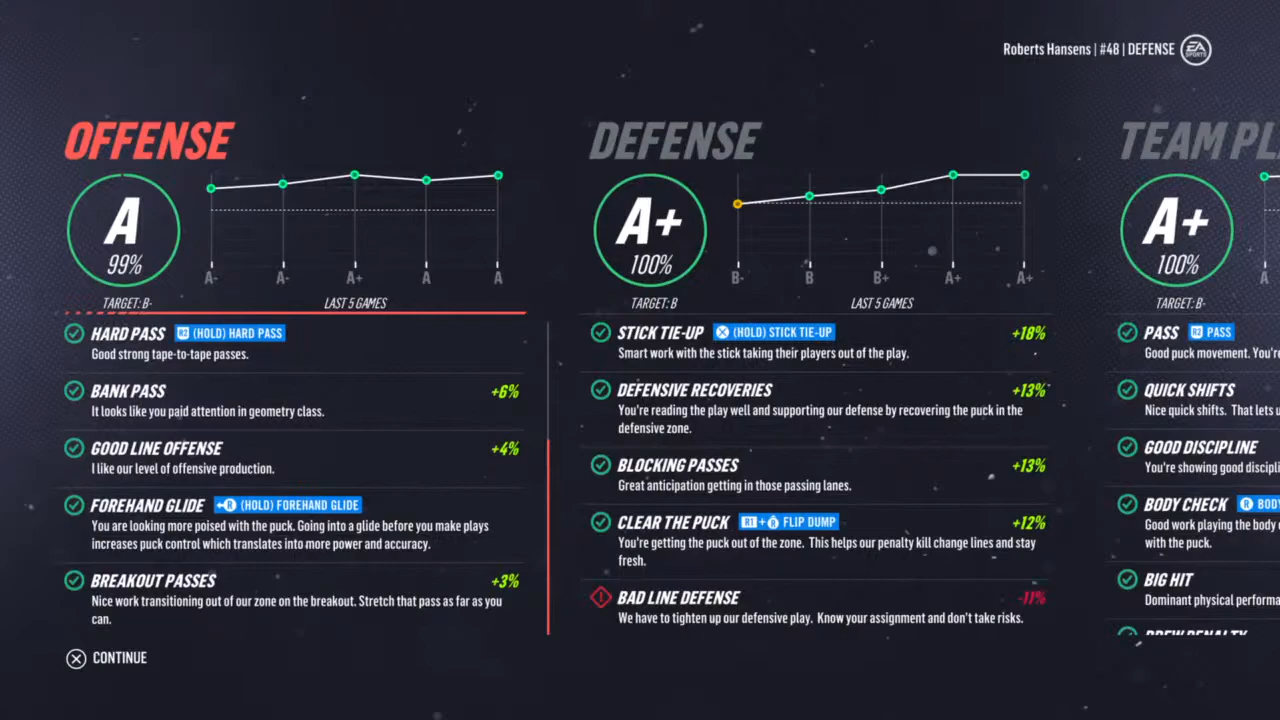 Roberts Hansens | #48 | DEFENSE
EA SPORTS
OFFENSE
A
99%
TARGET: B-
A-
A-
A+
A
A
LAST 5 GAMES
HARD PASS R2 (HOLD) HARD PASS
Good strong tape-to-tape passes.
BANK PASS +6%
It looks like you paid attention in geometry class.
GOOD LINE OFFENSE +4%
I like our level of offensive production.
FOREHAND GLIDE R (HOLD) FOREHAND GLIDE
You are looking more poised with the puck. Going into a glide before you make plays
increases puck control which translates into more power and accuracy.
BREAKOUT PASSES +3%
Nice work transitioning out of our zone on the breakout. Stretch that pass as far as you
can.
DEFENSE
A+
100%
TARGET: B
B-
B
B+
A+
A+
LAST 5 GAMES
STICK TIE-UP (HOLD) STICK TIE-UP +18%
Smart work with the stick taking their players out of the play.
DEFENSIVE RECOVERIES +13%
You're reading the play well and supporting our defense by recovering the puck in the
defensive zone.
BLOCKING PASSES +13%
Great anticipation getting in those passing lanes.
CLEAR THE PUCK R1 + R FLIP DUMP +12%
You're getting the puck out of the zone. This helps our penalty kill change lines and stay
fresh.
BAD LINE DEFENSE -11%
We have to tighten up our defensive play. Know your assignment and don't take risks.
TEAM PL
A+
100%
TARGET: B-
A
PASS R2 PASS
Good puck movement. You're
QUICK SHIFTS
Nice quick shifts. That lets u
GOOD DISCIPLINE
You're showing good discipli
BODY CHECK R BOD
Good work playing the body
with the puck.
BIG HIT
Dominant physical performa
DREW PENALTY
CONTINUE